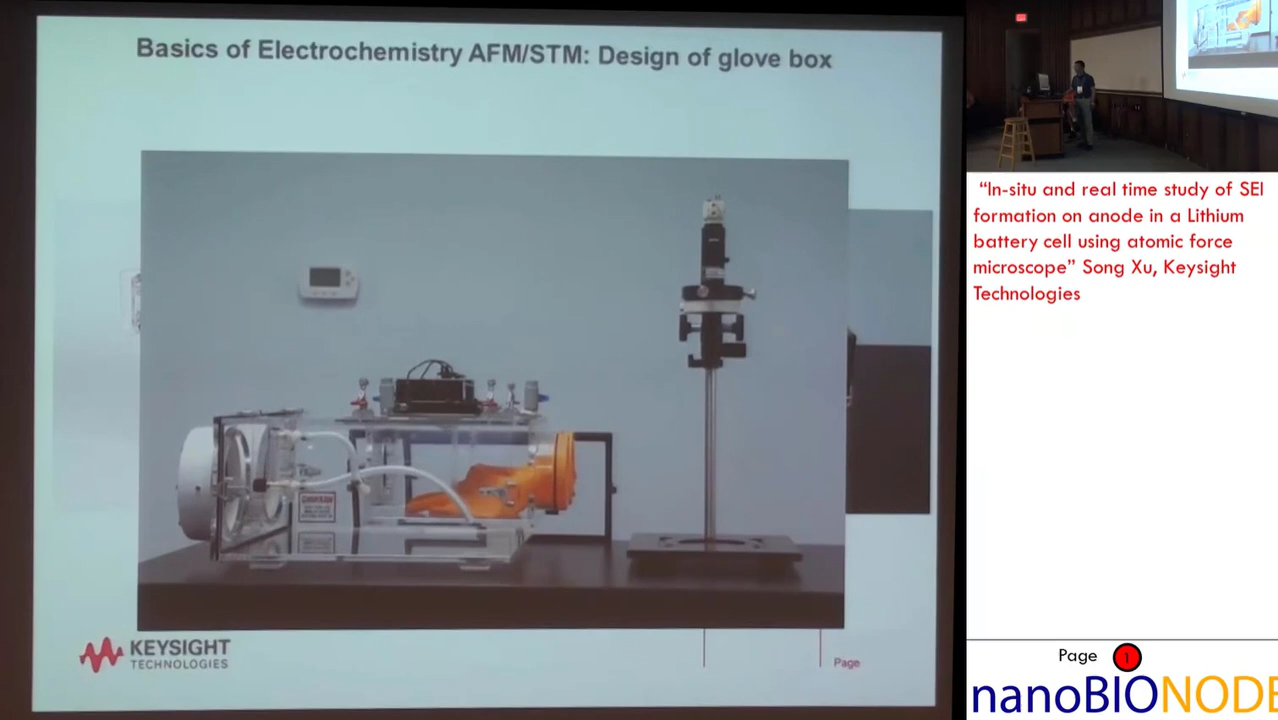 Basics of Electrochemistry AFM/STM: Design of glove box
KEYSIGHT
TECHNOLOGIES
Page
“In-situ and real time study of SEI
formation on anode in a Lithium
battery cell using atomic force
microscope” Song Xu, Keysight
Technologies
Page 1
nanoBIONODE